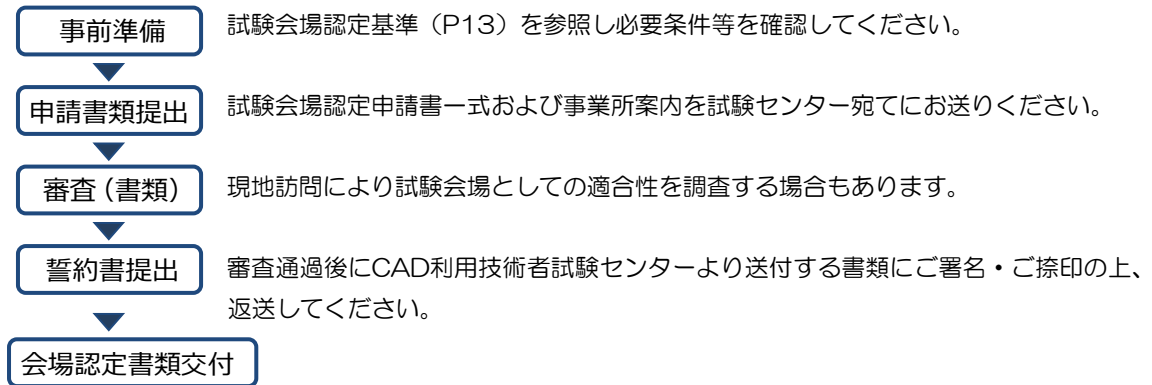 事前準備
試験会場認定基準（P13）を参照し必要条件等を確認してください。
申請書類提出
試験会場認定申請書一式および事業所案内を試験センター宛てにお送りください。
審査（書類）
現地訪問により試験会場としての適合性を調査する場合もあります。
誓約書提出
審査通過後にCAD利用技術者試験センターより送付する書類にご署名・ご捺印の上、
返送してください。
会場認定書類交付